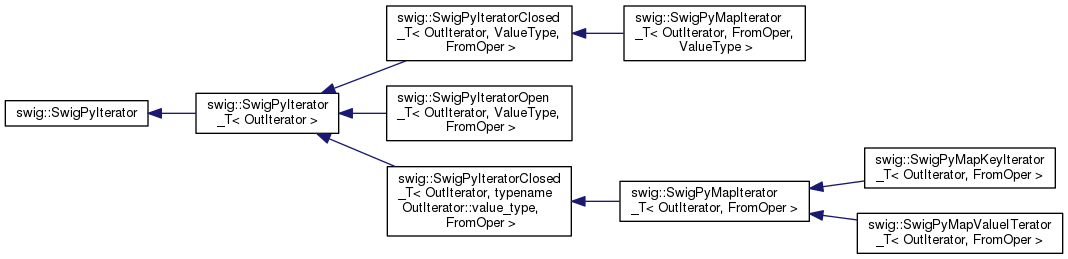 swig::SwigPyIterator
swig::SwigPyIterator
_T< OutIterator >
swig::SwigPyIteratorClosed
_T< OutIterator, ValueType,
FromOper >
swig::SwigPyMapIterator
_T< OutIterator, FromOper,
ValueType >
swig::SwigPyIteratorOpen
_T< OutIterator, ValueType,
FromOper >
swig::SwigPyIteratorClosed
_T< OutIterator, typename
OutIterator::value_type,
FromOper >
swig::SwigPyMapIterator
_T< OutIterator, FromOper >
swig::SwigPyMapKeyIterator
_T< OutIterator, FromOper >
swig::SwigPyMapValueITerator
_T< OutIterator, FromOper >